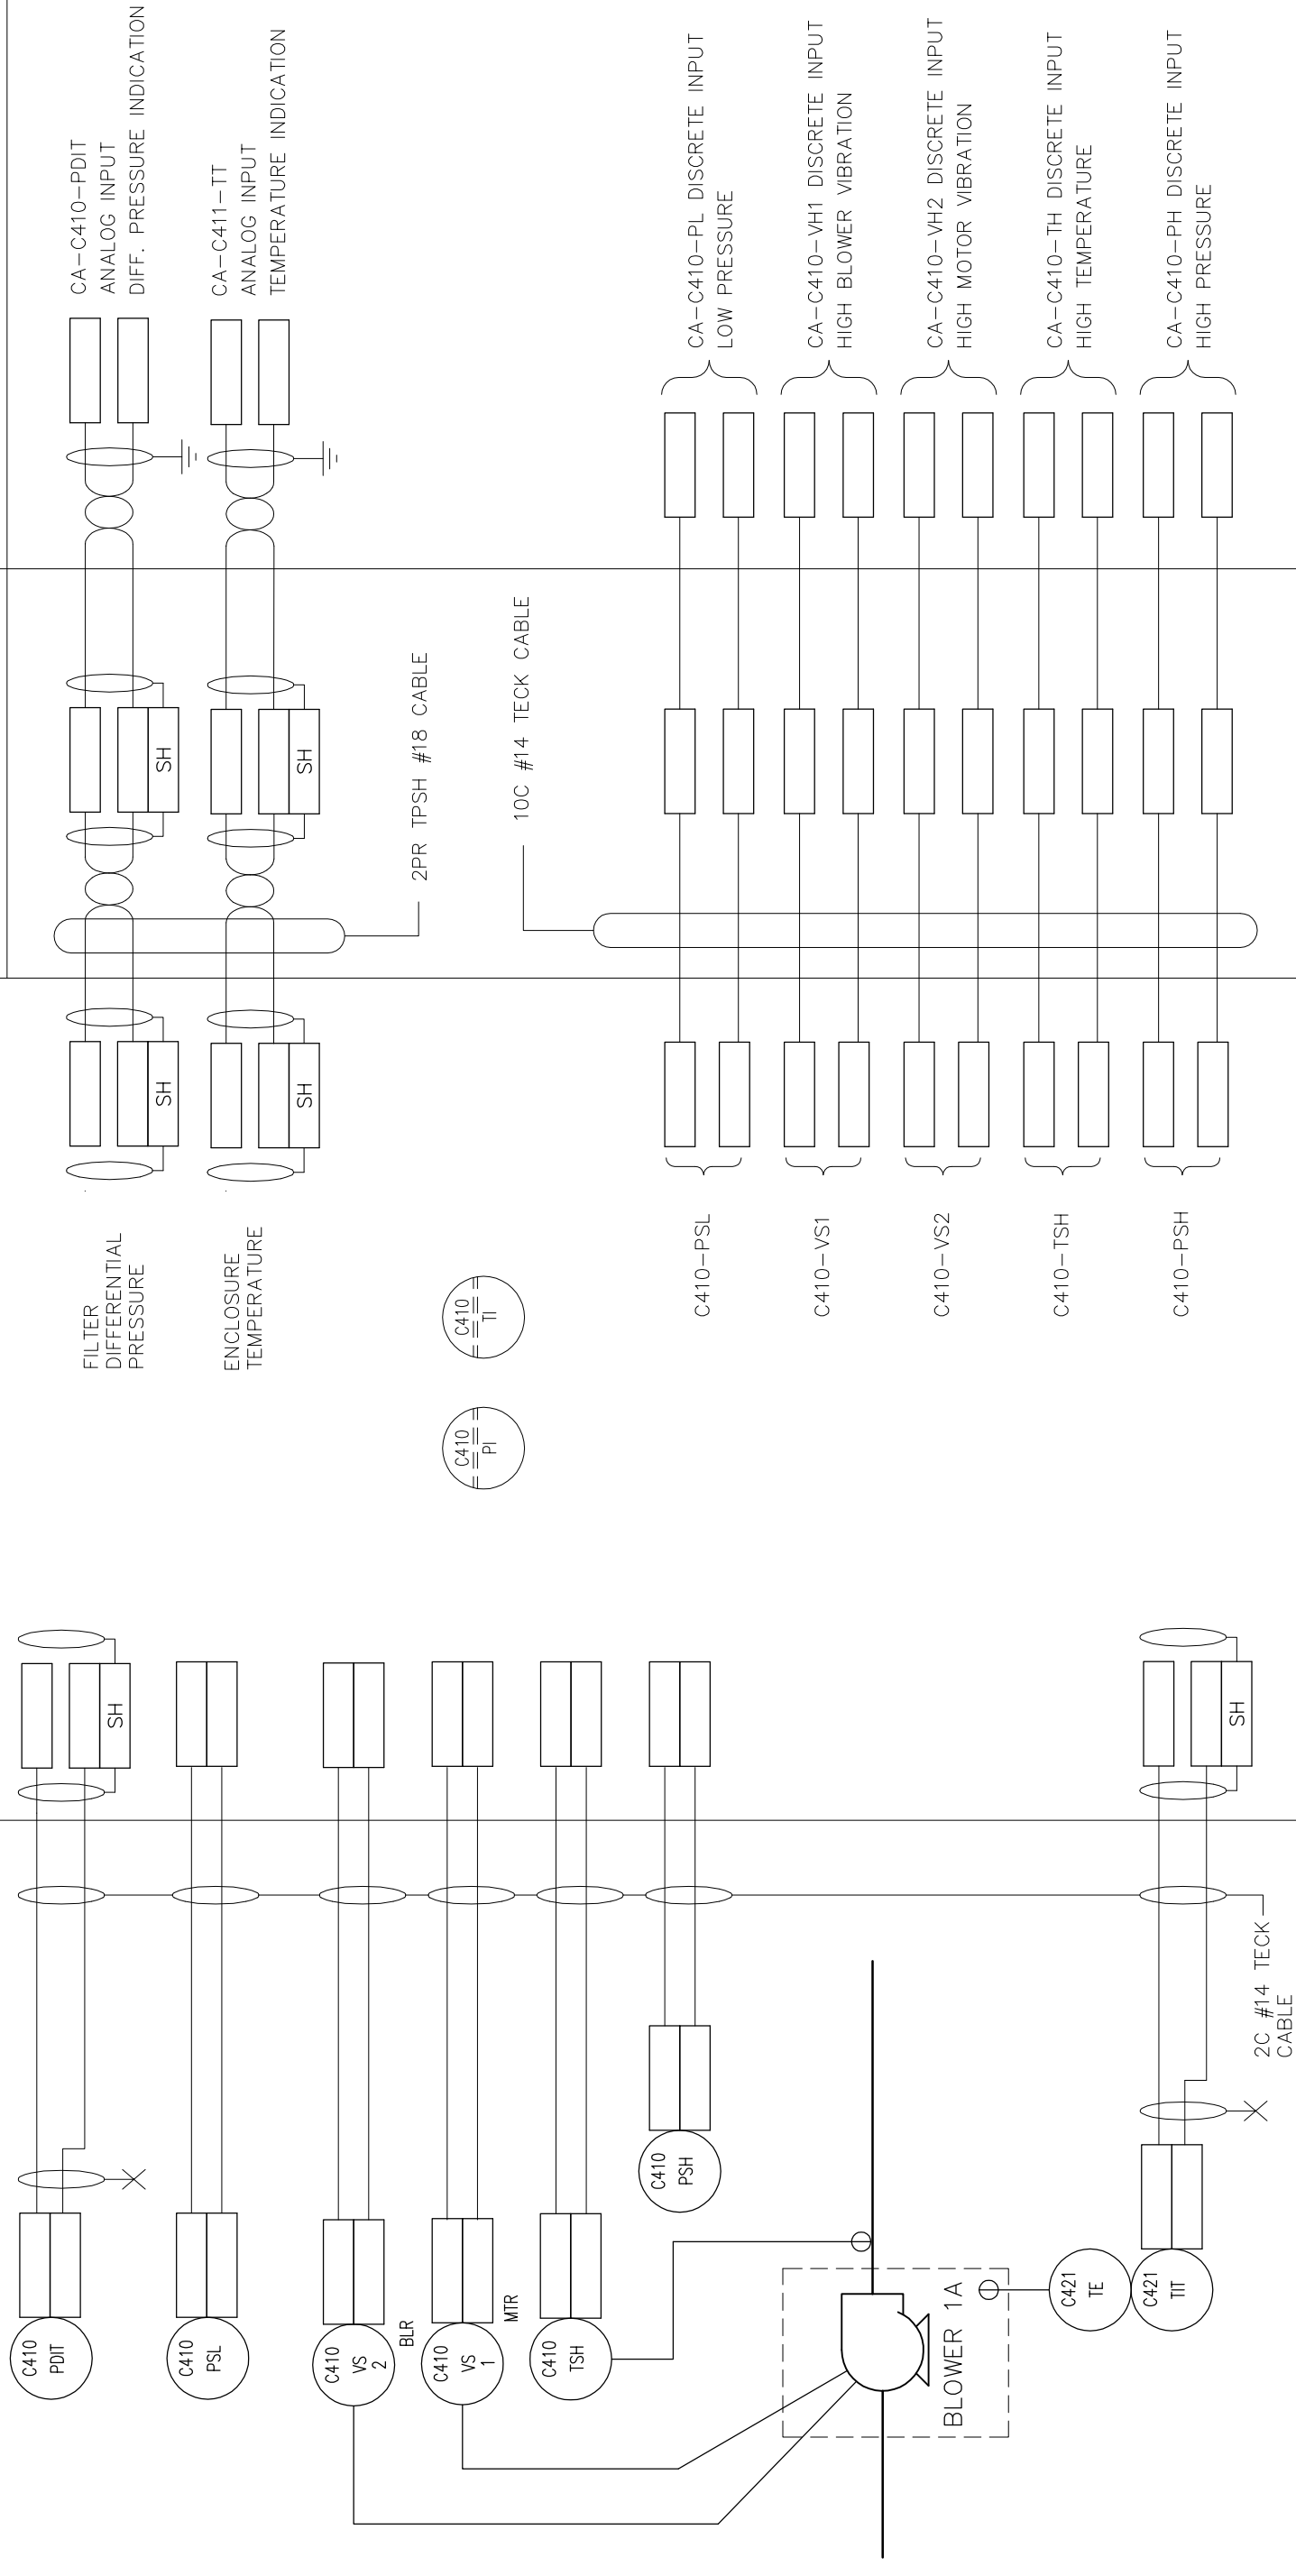 CA-C410-PDIT
ANALOG INPUT
DIFF. PRESSURE INDICATION
CA-C411-TT
ANALOG INPUT
TEMPERATURE INDICATION
CA-C410-PL DISCRETE INPUT
LOW PRESSURE
CA-C410-VH1 DISCRETE INPUT
HIGH BLOWER VIBRATION
CA-C410-VH2 DISCRETE INPUT
HIGH MOTOR VIBRATION
CA-C410-TH DISCRETE INPUT
HIGH TEMPERATURE
CA-C410-PH DISCRETE INPUT
HIGH PRESSURE
SH
SH
2PR TPSH #18 CABLE
10C #14 TECK CABLE
SH
SH
FILTER
DIFFERENTIAL
PRESSURE
ENCLOSURE
TEMPERATURE
C410
TI
C410
PI
C410-PSL
C410-VS1
C410-VS2
C410-TSH
C410-PSH
SH
SH
2C #14 TECK
CABLE
C410
PDIT
C410
PSL
C410
VS
2
BLR
C410
VS
1
MTR
C410
TSH
C410
PSH
BLOWER 1A
C421
TE
C421
TIT